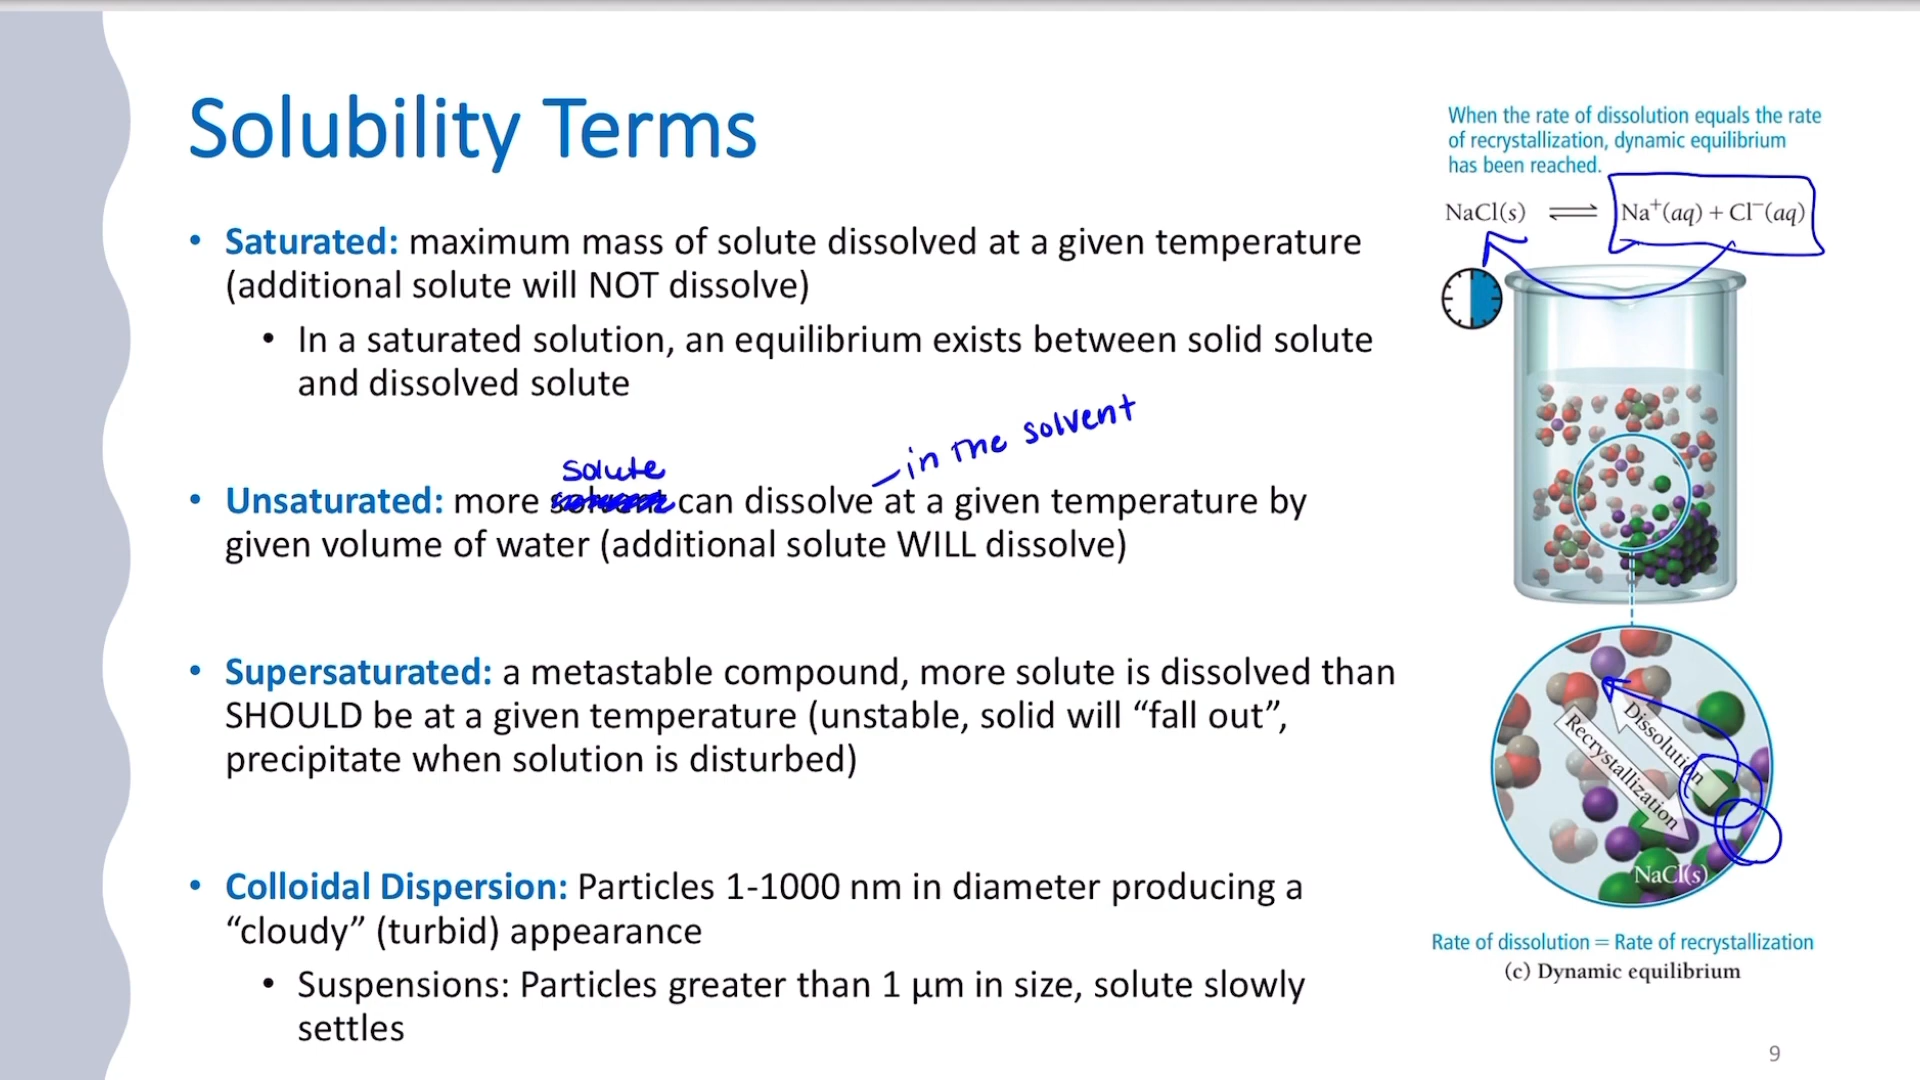 Solubility Terms
• Saturated: maximum mass of solute dissolved at a given temperature
(additional solute will NOT dissolve)
• In a saturated solution, an equilibrium exists between solid solute
and dissolved solute
in the solvent
solute
• Unsaturated: more solvent can dissolve at a given temperature by
given volume of water (additional solute WILL dissolve)
• Supersaturated: a metastable compound, more solute is dissolved than
SHOULD be at a given temperature (unstable, solid will “fall out”,
precipitate when solution is disturbed)
• Colloidal Dispersion: Particles 1-1000 nm in diameter producing a
“cloudy” (turbid) appearance
• Suspensions: Particles greater than 1 µm in size, solute slowly
settles
When the rate of dissolution equals the rate
of recrystallization, dynamic equilibrium
has been reached.
NaCl(s) ⇌ Na⁺(aq) + Cl⁻(aq)
Dissolution
Recrystallization
NaCl(s)
Rate of dissolution = Rate of recrystallization
(c) Dynamic equilibrium
9